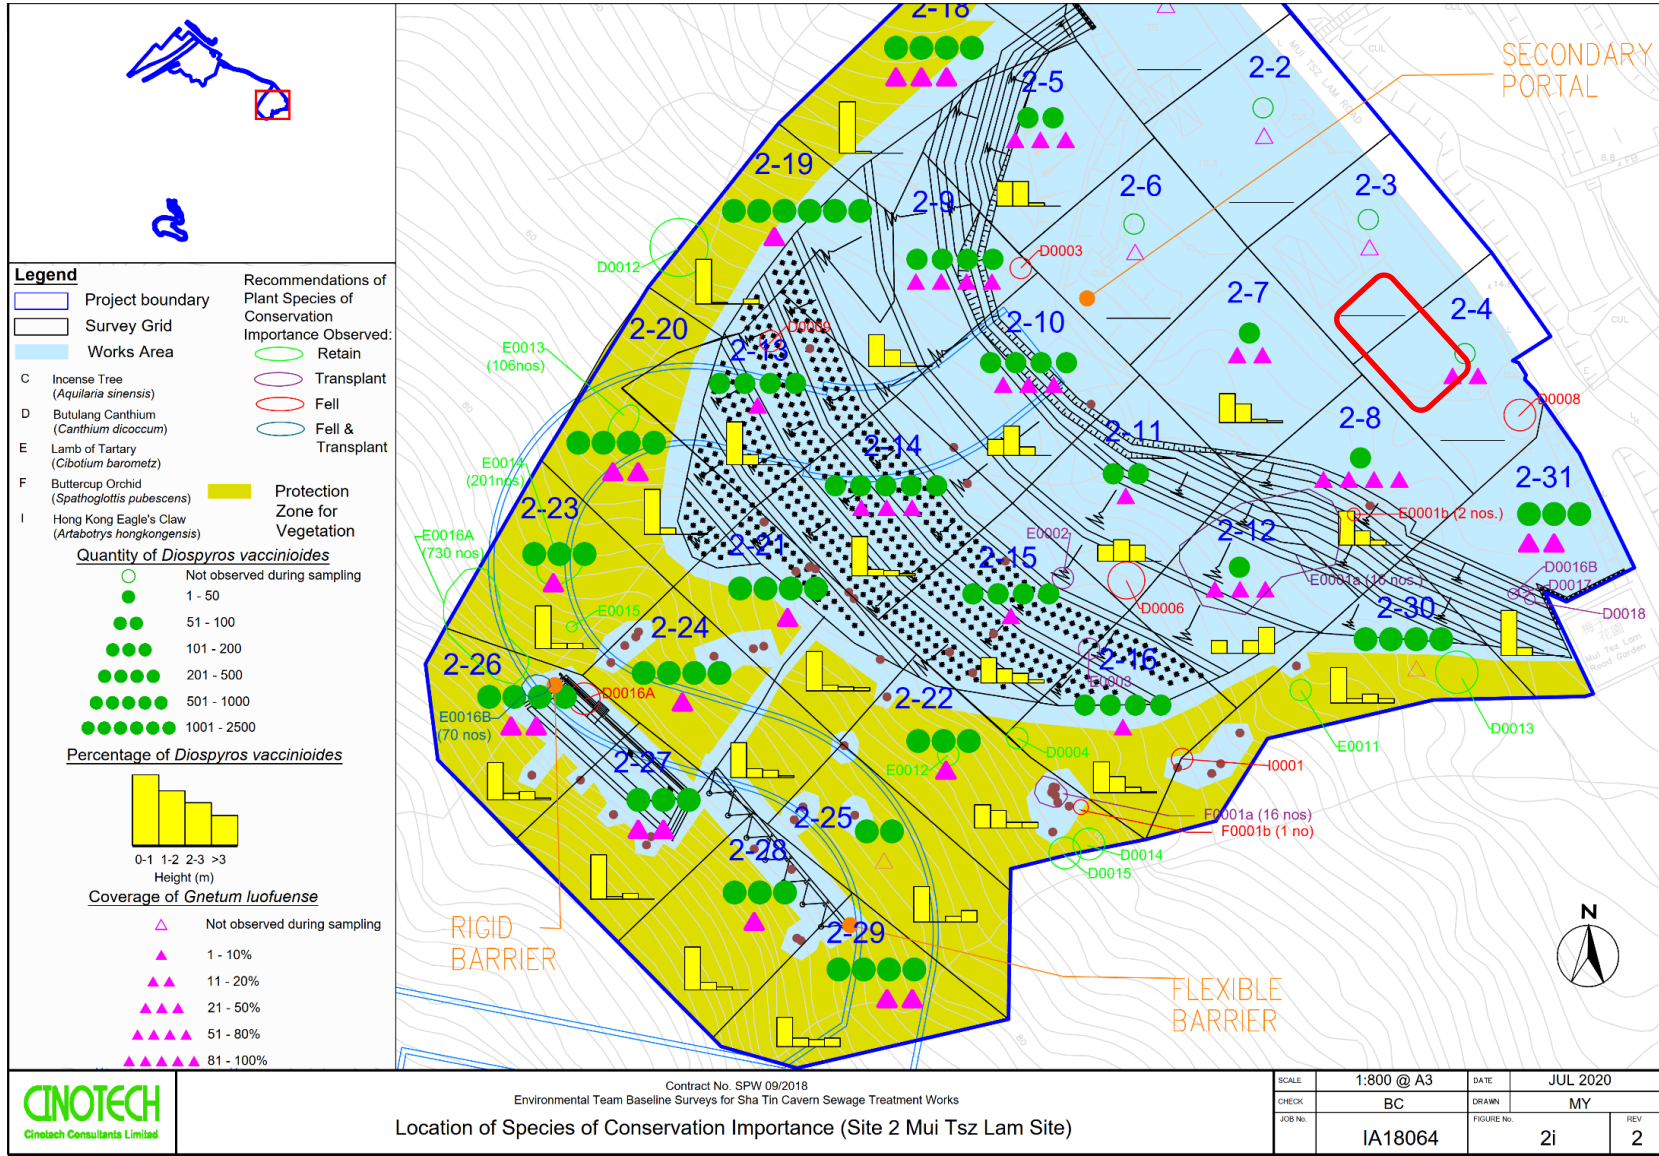 Legend
Project boundary
Survey Grid
Works Area
C Incense Tree
(Aquilaria sinensis)
D Butulang Canthium
(Canthium dicoccum)
E Lamb of Tartary
(Cibotium barometz)
F Buttercup Orchid
(Spathoglottis pubescens)
I Hong Kong Eagle's Claw
(Artabotrys hongkongensis)
Recommendations of
Plant Species of
Conservation
Importance Observed:
Retain
Transplant
Fell
Fell &
Transplant
Protection
Zone for
Vegetation
Quantity of Diospyros vaccinioides
Not observed during sampling
1 - 50
51 - 100
101 - 200
201 - 500
501 - 1000
1001 - 2500
Percentage of Diospyros vaccinioides
0-1 1-2 2-3 >3
Height (m)
Coverage of Gnetum luofuense
Not observed during sampling
1 - 10%
11 - 20%
21 - 50%
51 - 80%
81 - 100%
2-18
2-5
2-2
SECONDARY
PORTAL
MUI TSZ LAM ROAD
CUL
2-19
2-6
2-3
2-9
D0012
D0003
2-7
2-4
2-20
D0009
2-10
E0013
(106nos)
2-13
CUL
D0008
2-8
2-11
2-14
E0014
(201nos)
2-31
2-23
E0001b (2 nos.)
2-12
E0016A
(730 nos)
2-21
E0002
2-15
D0016B
E0001a (16 nos.)
D0017
D0006
E0015
2-30
D0018
2-24
Mui Tsz Lam
Road Garden
2-26
2-16
E0003
D0016A
2-22
E0016B
(70 nos)
D0013
D0004
E0011
2-27
E0012
I0001
2-25
F0001a (16 nos)
F0001b (1 no)
2-28
D0014
D0015
RIGID
BARRIER
2-29
N
FLEXIBLE
BARRIER
CINOTECH
Cinotech Consultants Limited
Contract No. SPW 09/2018
Environmental Team Baseline Surveys for Sha Tin Cavern Sewage Treatment Works
Location of Species of Conservation Importance (Site 2 Mui Tsz Lam Site)
SCALE 1:800 @ A3 DATE JUL 2020
CHECK BC DRAWN MY
JOB No. IA18064 FIGURE No. 2i REV 2